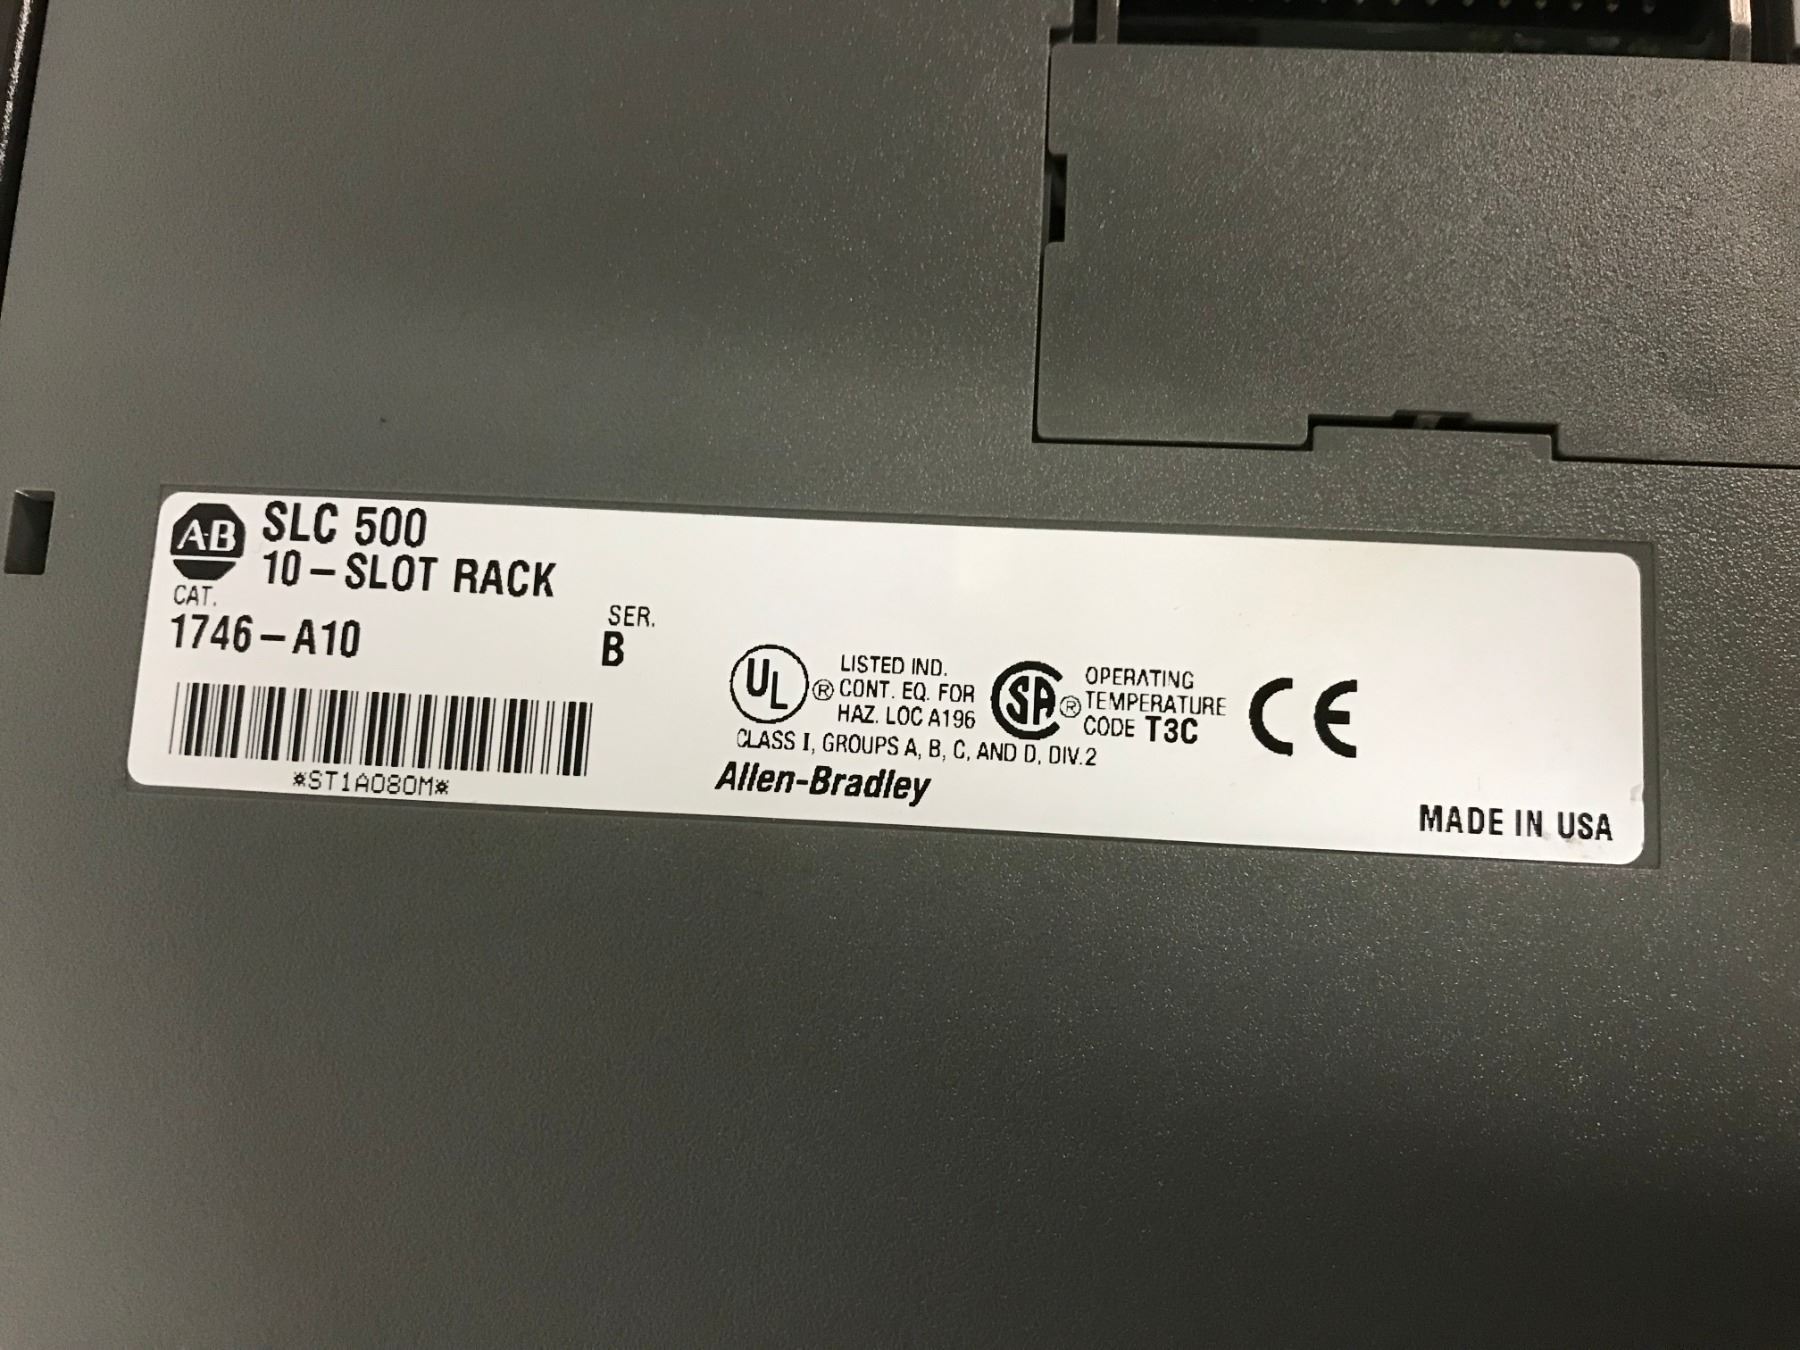 A-B
SLC 500
10-SLOT RACK
CAT.
1746-A10
SER.
B
*ST1A080M*
UL ®
LISTED IND.
CONT. EQ. FOR
HAZ. LOC A196
SA ®
OPERATING
TEMPERATURE
CODE T3C
CE
CLASS I, GROUPS A, B, C, AND D, DIV.2
Allen-Bradley
MADE IN USA